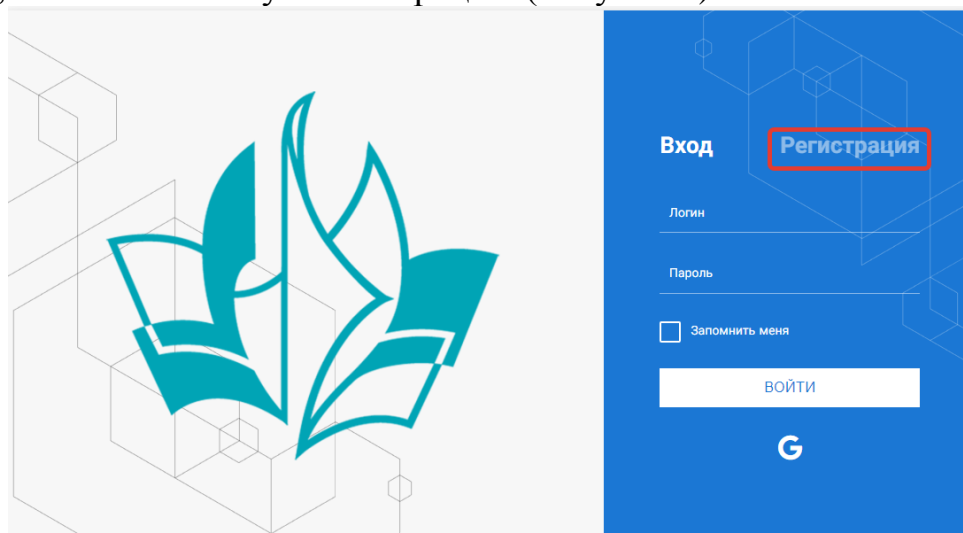 Вход Регистрация
Логин
Пароль
Запомнить меня
ВОЙТИ
G